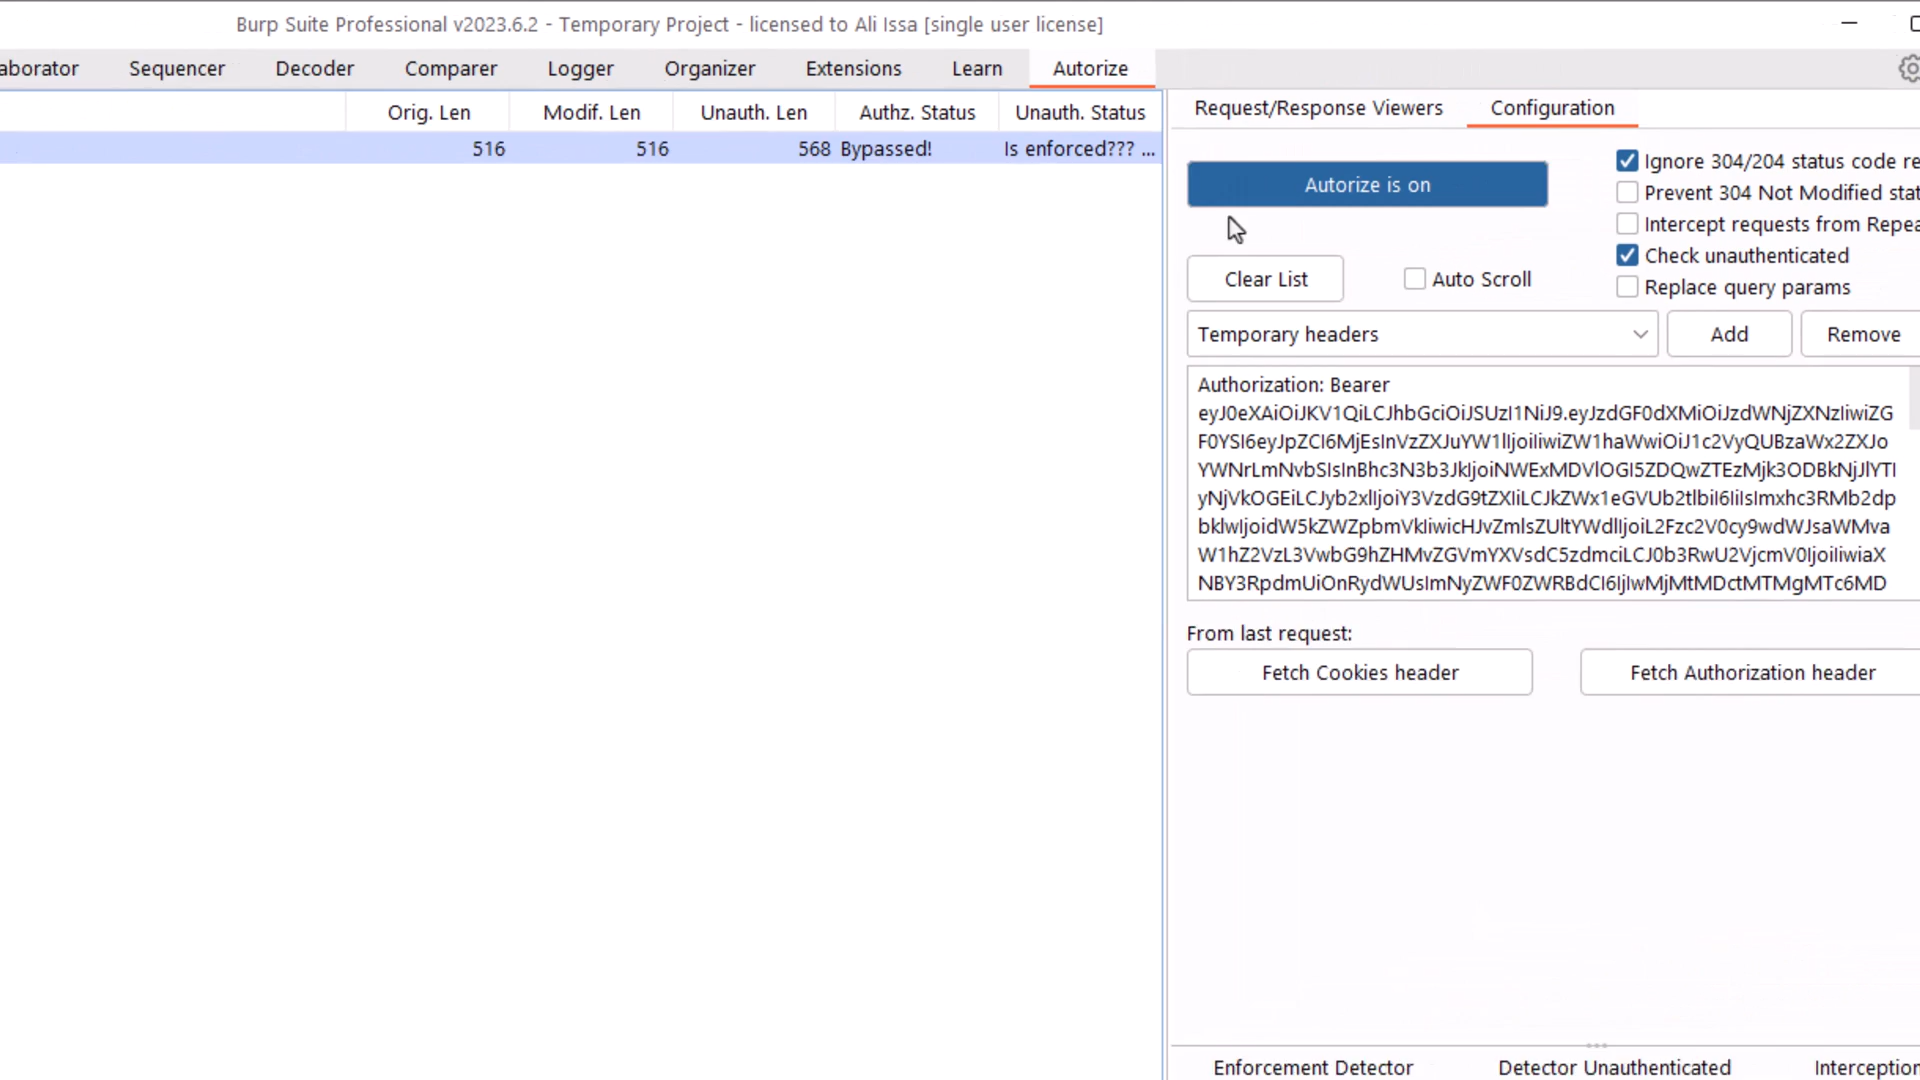 Burp Suite Professional v2023.6.2 - Temporary Project - licensed to Ali Issa [single user license]
aborator Sequencer Decoder Comparer Logger Organizer Extensions Learn Autorize
Orig. Len Modif. Len Unauth. Len Authz. Status Unauth. Status
516 516 568 Bypassed! Is enforced??? ...
Request/Response Viewers Configuration
Autorize is on
Clear List Auto Scroll
Ignore 304/204 status code re
Prevent 304 Not Modified stat
Intercept requests from Repea
Check unauthenticated
Replace query params
Temporary headers Add Remove
Authorization: Bearer
eyJ0eXAiOiJKV1QiLCJhbGciOiJSUzI1NiJ9.eyJzdGF0dXMiOiJzdWNjZXNzIiwiZG
F0YSI6eyJpZCI6MjEsInVzZXJuYW1lIjoiIiwiZW1haWwiOiJ1c2VyQUBzaWx2ZXJo
YWNrLmNvbSIsInBhc3N3b3JkIjoiNWExMDVlOGI5ZDQwZTEzMjk3ODBkNjJlYTI
yNjVkOGEiLCJyb2xlIjoiY3VzdG9tZXIiLCJkZWx1eGVUb2tlbiI6IiIsImxhc3RMb2dp
bklwIjoidW5kZWZpbmVkIiwicHJvZmlsZUltYWdlIjoiL2Fzc2V0cy9wdWJsaWMva
W1hZ2VzL3VwbG9hZHMvZGVmYXVsdC5zdmciLCJ0b3RwU2VjcmV0IjoiIiwiaX
NBY3RpdmUiOnRydWUsImNyZWF0ZWRBdCI6IjIwMjMtMDctMTMgMTc6MD
From last request:
Fetch Cookies header Fetch Authorization header
Enforcement Detector Detector Unauthenticated Interception